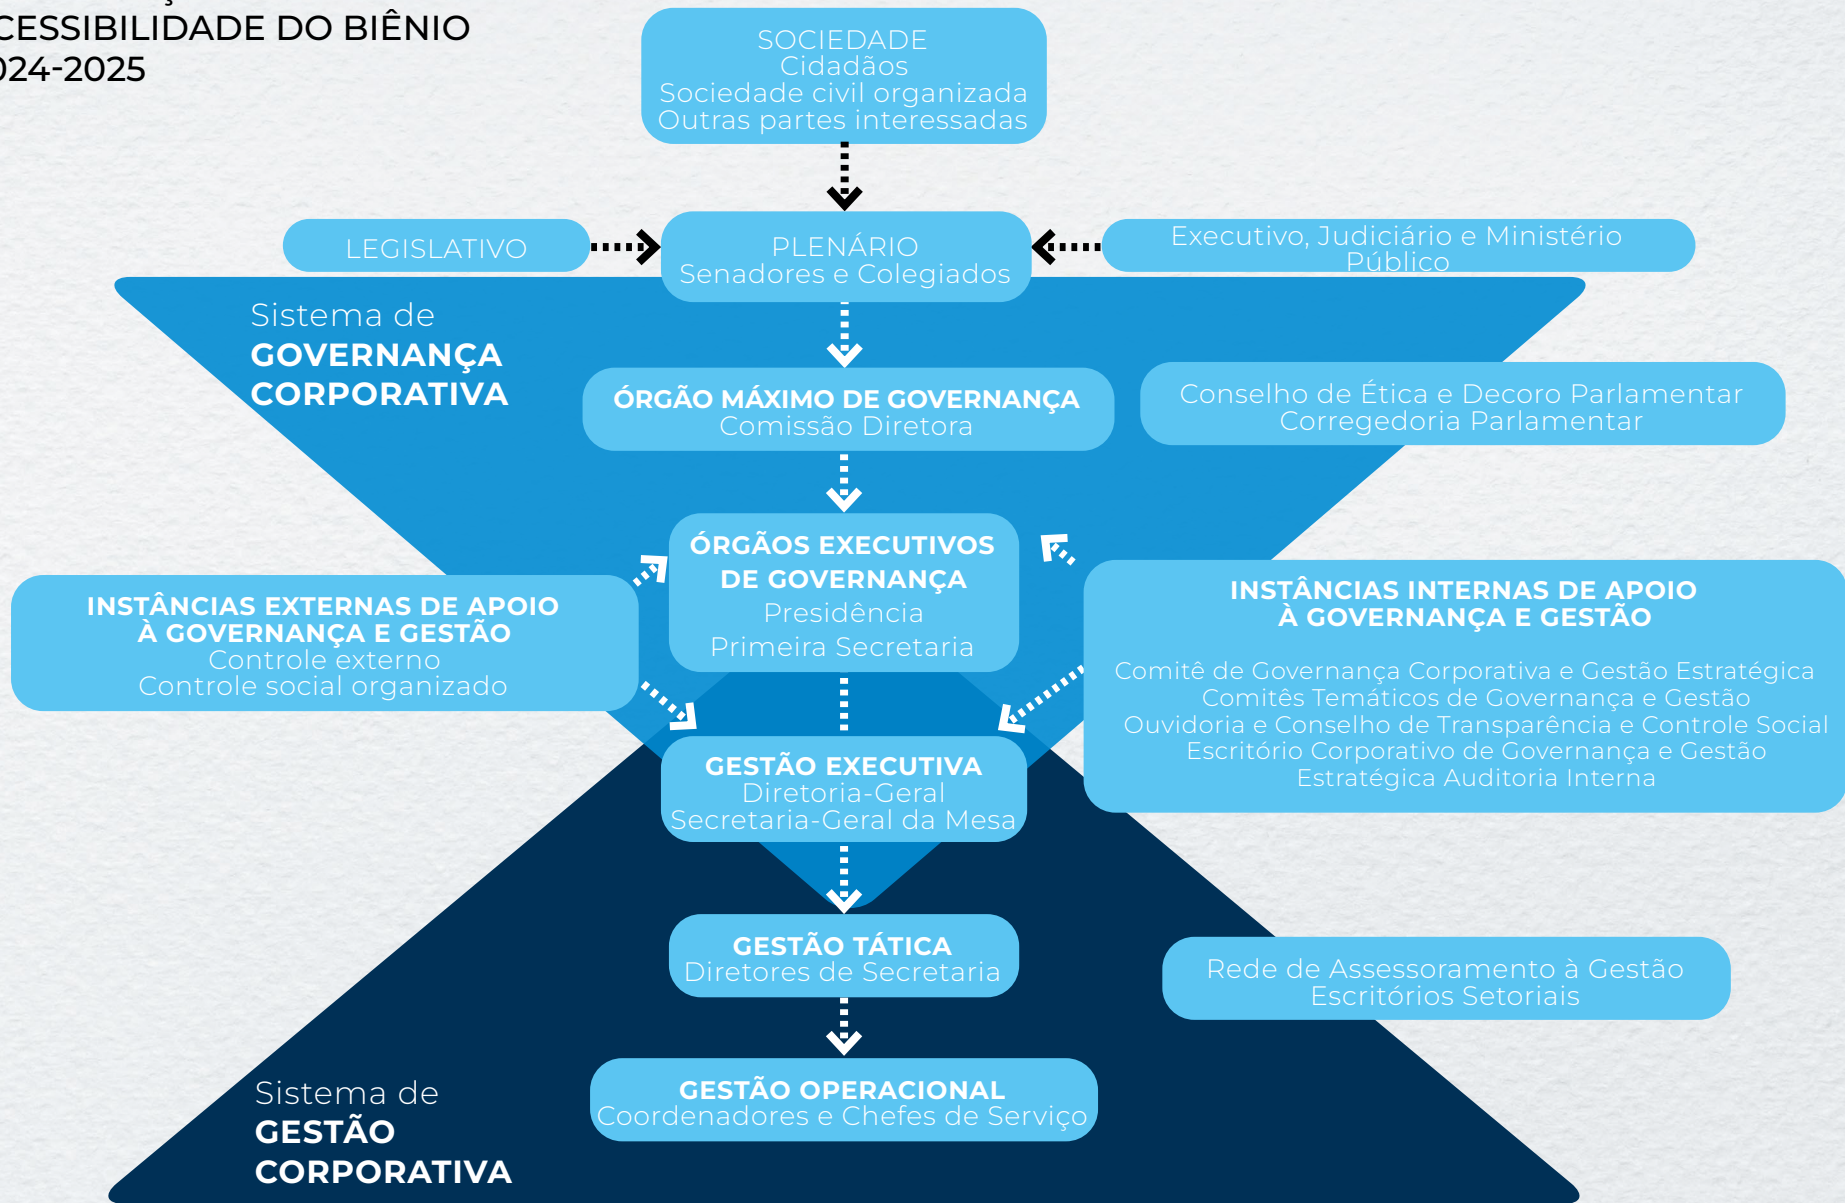 CESSIBILIDADE DO BIÊNIO
024-2025
SOCIEDADE
Cidadãos
Sociedade civil organizada
Outras partes interessadas
LEGISLATIVO
PLENÁRIO
Senadores e Colegiados
Executivo, Judiciário e Ministério
Público
Sistema de
GOVERNANÇA
CORPORATIVA
ÓRGÃO MÁXIMO DE GOVERNANÇA
Comissão Diretora
Conselho de Ética e Decoro Parlamentar
Corregedoria Parlamentar
ÓRGÃOS EXECUTIVOS
DE GOVERNANÇA
Presidência
Primeira Secretaria
INSTÂNCIAS EXTERNAS DE APOIO
À GOVERNANÇA E GESTÃO
Controle externo
Controle social organizado
INSTÂNCIAS INTERNAS DE APOIO
À GOVERNANÇA E GESTÃO
Comitê de Governança Corporativa e Gestão Estratégica
Comitês Temáticos de Governança e Gestão
Ouvidoria e Conselho de Transparência e Controle Social
Escritório Corporativo de Governança e Gestão
Estratégica Auditoria Interna
GESTÃO EXECUTIVA
Diretoria-Geral
Secretaria-Geral da Mesa
GESTÃO TÁTICA
Diretores de Secretaria
Rede de Assessoramento à Gestão
Escritórios Setoriais
GESTÃO OPERACIONAL
Coordenadores e Chefes de Serviço
Sistema de
GESTÃO
CORPORATIVA